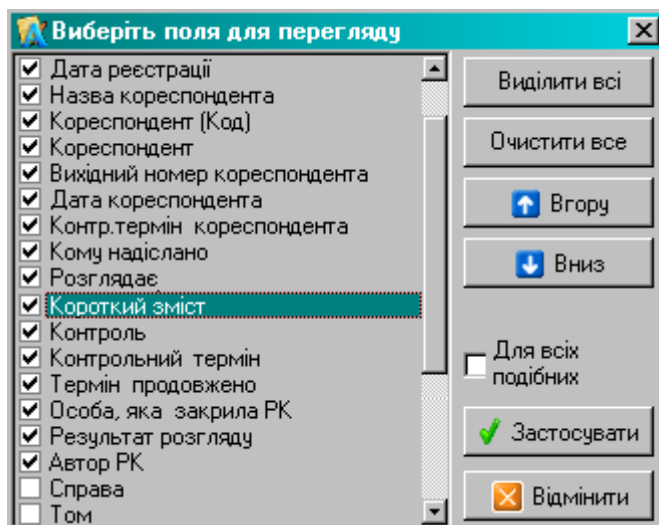 Виберіть поля для перегляду
Дата реєстрації
Назва кореспондента
Кореспондент (Код)
Кореспондент
Вихідний номер кореспондента
Дата кореспондента
Контр.термін кореспондента
Кому надіслано
Розглядає
Короткий зміст
Контроль
Контрольний термін
Термін продовжено
Особа, яка закрила РК
Результат розгляду
Автор РК
Справа
Том
Виділити всі
Очистити все
Вгору
Вниз
Для всіх
подібних
Застосувати
Відмінити